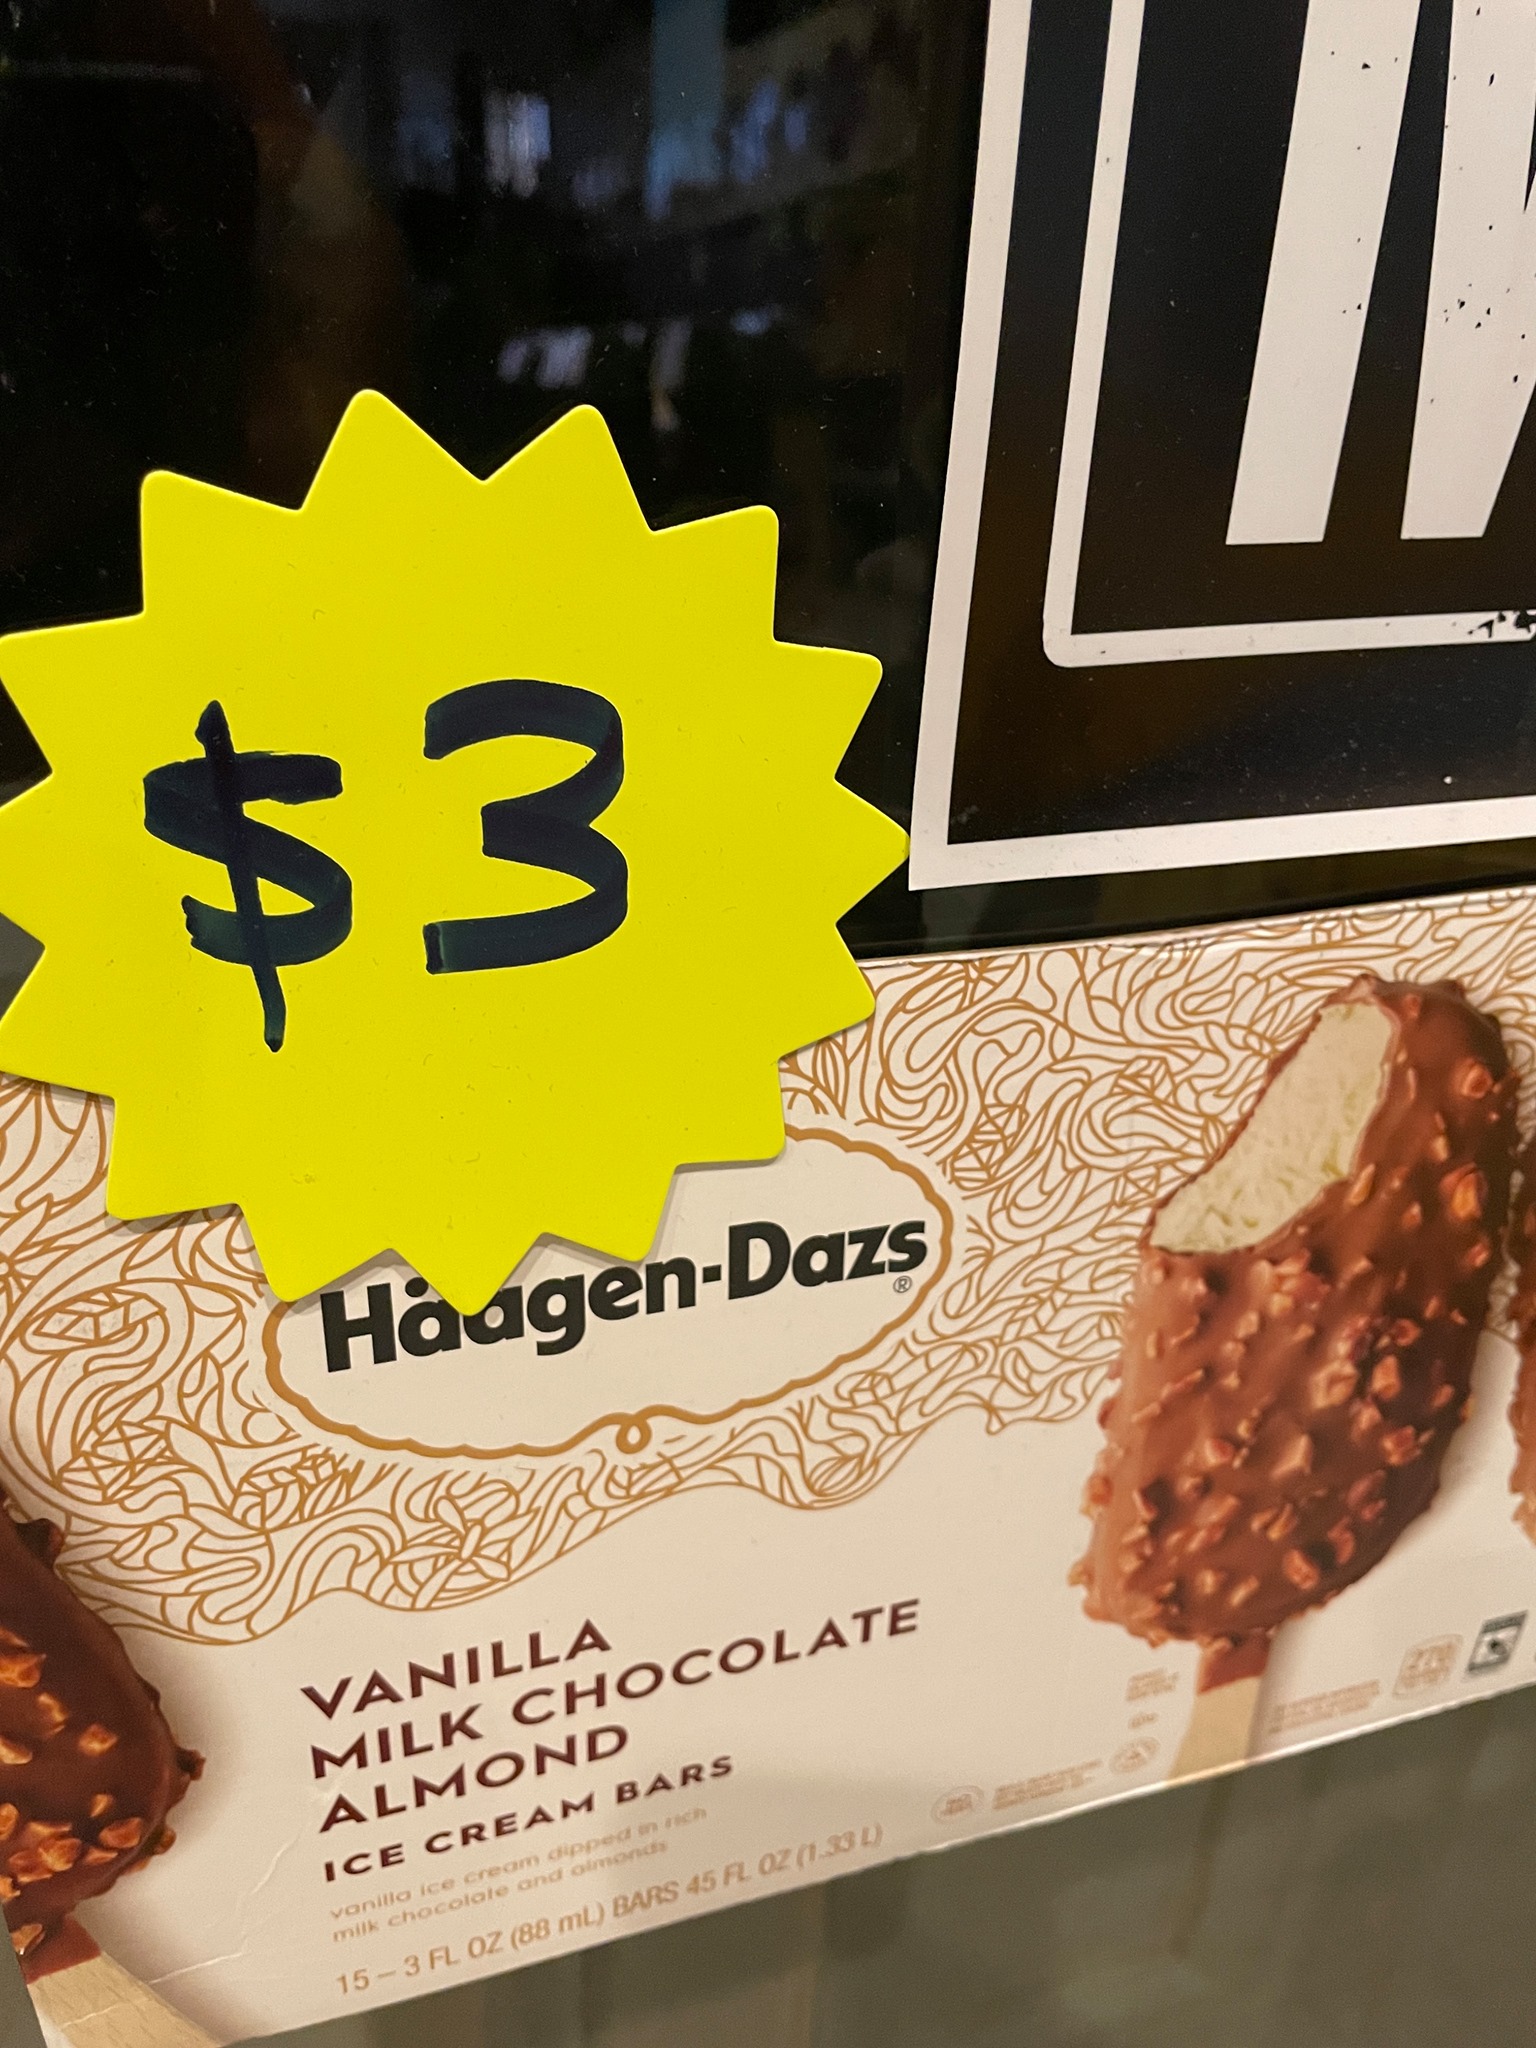 $3
Häagen-Dazs®
VANILLA
MILK CHOCOLATE
ALMOND
ICE CREAM BARS
vanilla ice cream dipped in rich
milk chocolate and almonds
15 – 3 FL OZ (88 mL) BARS 45 FL OZ (1.33 L)